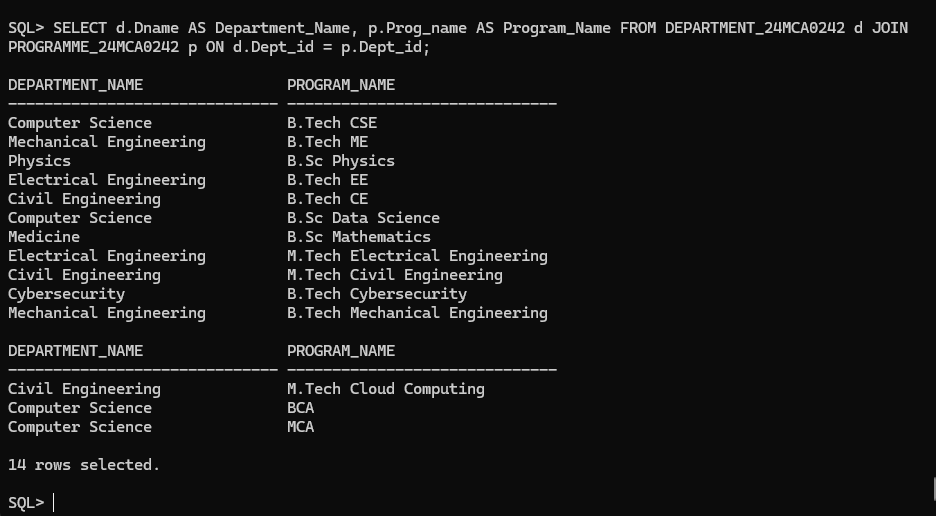 SQL> SELECT d.Dname AS Department_Name, p.Prog_name AS Program_Name FROM DEPARTMENT_24MCA0242 d JOIN
PROGRAMME_24MCA0242 p ON d.Dept_id = p.Dept_id;
DEPARTMENT_NAME                PROGRAM_NAME
------------------------------ ------------------------------
Computer Science               B.Tech CSE
Mechanical Engineering         B.Tech ME
Physics                        B.Sc Physics
Electrical Engineering         B.Tech EE
Civil Engineering              B.Tech CE
Computer Science               B.Sc Data Science
Medicine                       B.Sc Mathematics
Electrical Engineering         M.Tech Electrical Engineering
Civil Engineering              M.Tech Civil Engineering
Cybersecurity                  B.Tech Cybersecurity
Mechanical Engineering         B.Tech Mechanical Engineering
DEPARTMENT_NAME                PROGRAM_NAME
------------------------------ ------------------------------
Civil Engineering              M.Tech Cloud Computing
Computer Science               BCA
Computer Science               MCA
14 rows selected.
SQL>